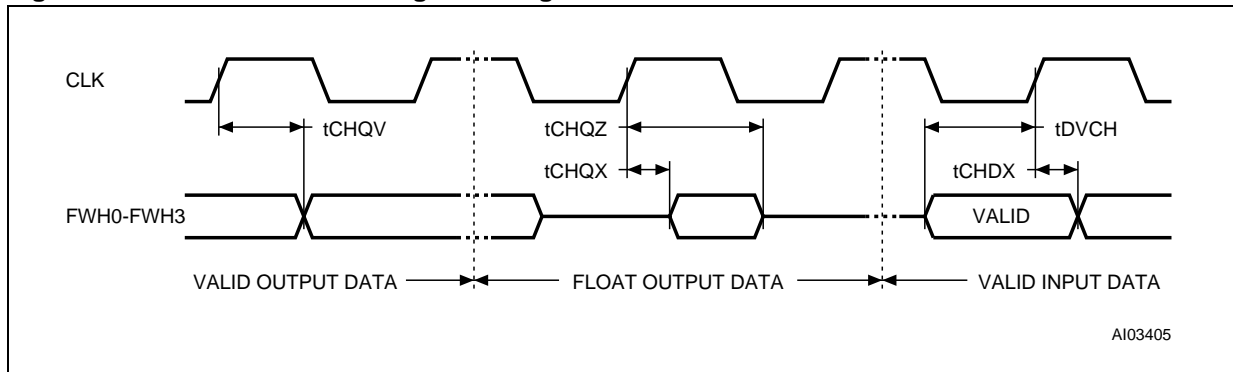 CLK
tCHQV
tCHQZ
tDVCH
tCHQX
tCHDX
FWH0-FWH3
VALID
VALID OUTPUT DATA
FLOAT OUTPUT DATA
VALID INPUT DATA
AI03405